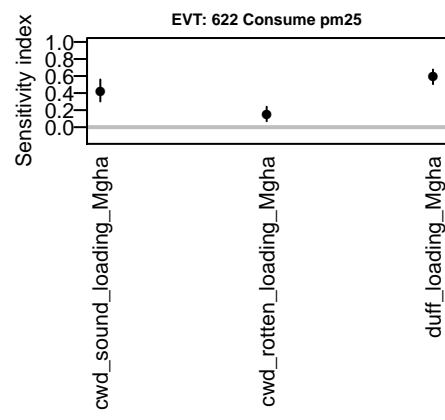 EVT: 622 Consume pm25
Sensitivity index
1.0
0.8
0.6
0.4
0.2
0.0
cwd_sound_loading_Mgha
cwd_rotten_loading_Mgha
duff_loading_Mgha